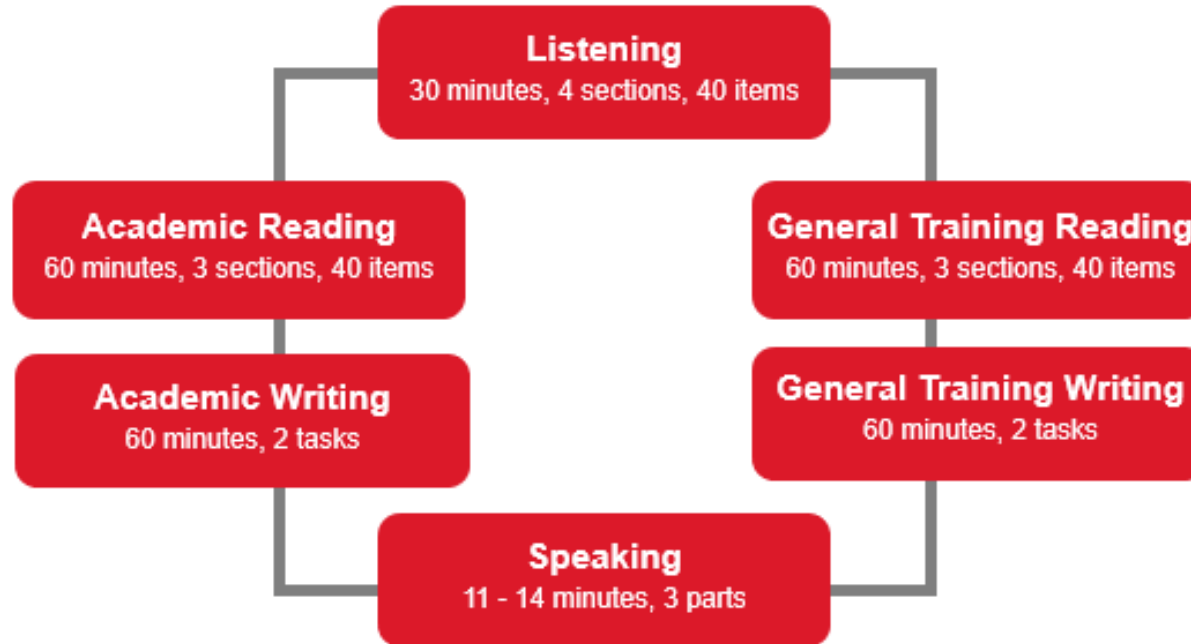 Listening
30 minutes, 4 sections, 40 items
Academic Reading
60 minutes, 3 sections, 40 items
General Training Reading
60 minutes, 3 sections, 40 items
Academic Writing
60 minutes, 2 tasks
General Training Writing
60 minutes, 2 tasks
Speaking
11 - 14 minutes, 3 parts